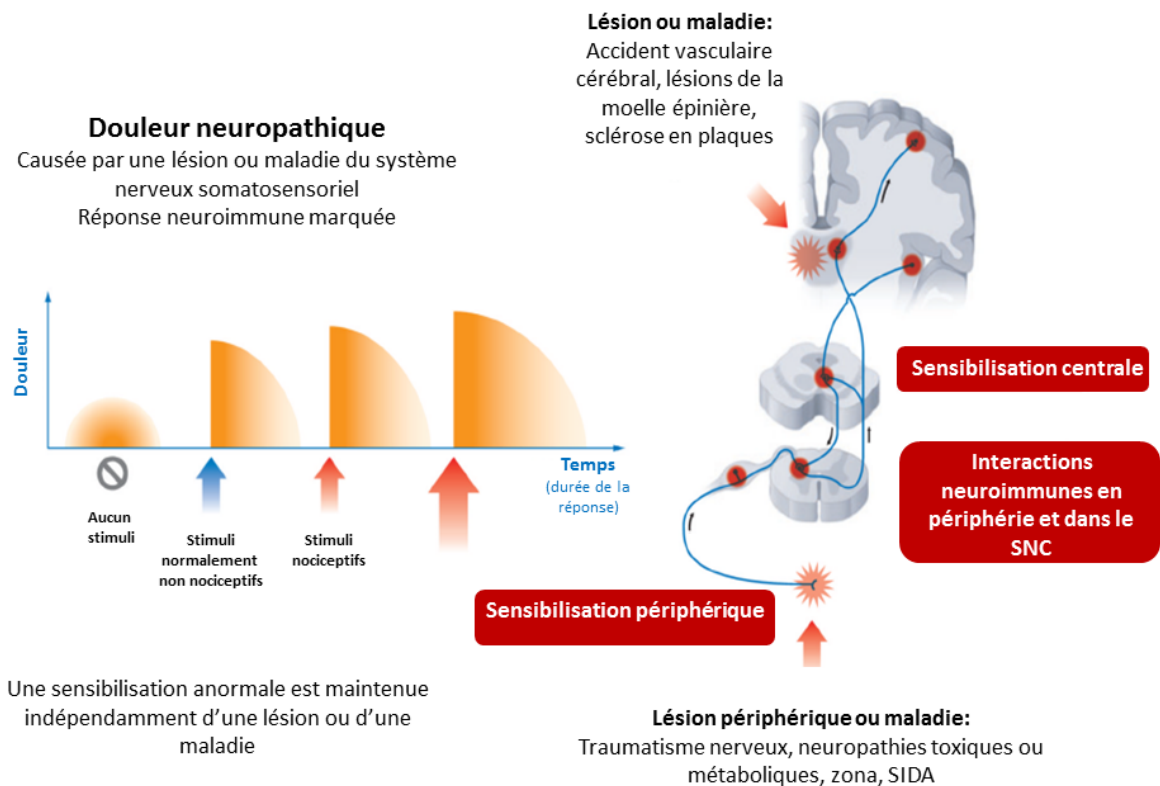 Lésion ou maladie:
Accident vasculaire
cérébral, lésions de la
moelle épinière,
sclérose en plaques
Douleur neuropathique
Causée par une lésion ou maladie du système
nerveux somatosensoriel
Réponse neuroimmune marquée
Douleur
Temps
(durée de la
réponse)
Aucun
stimuli
Stimuli
normalement
non nociceptifs
Stimuli
nociceptifs
Sensibilisation centrale
Interactions
neuroimmunes en
périphérie et dans le
SNC
Sensibilisation périphérique
Une sensibilisation anormale est maintenue
indépendamment d’une lésion ou d’une
maladie
Lésion périphérique ou maladie:
Traumatisme nerveux, neuropathies toxiques ou
métaboliques, zona, SIDA